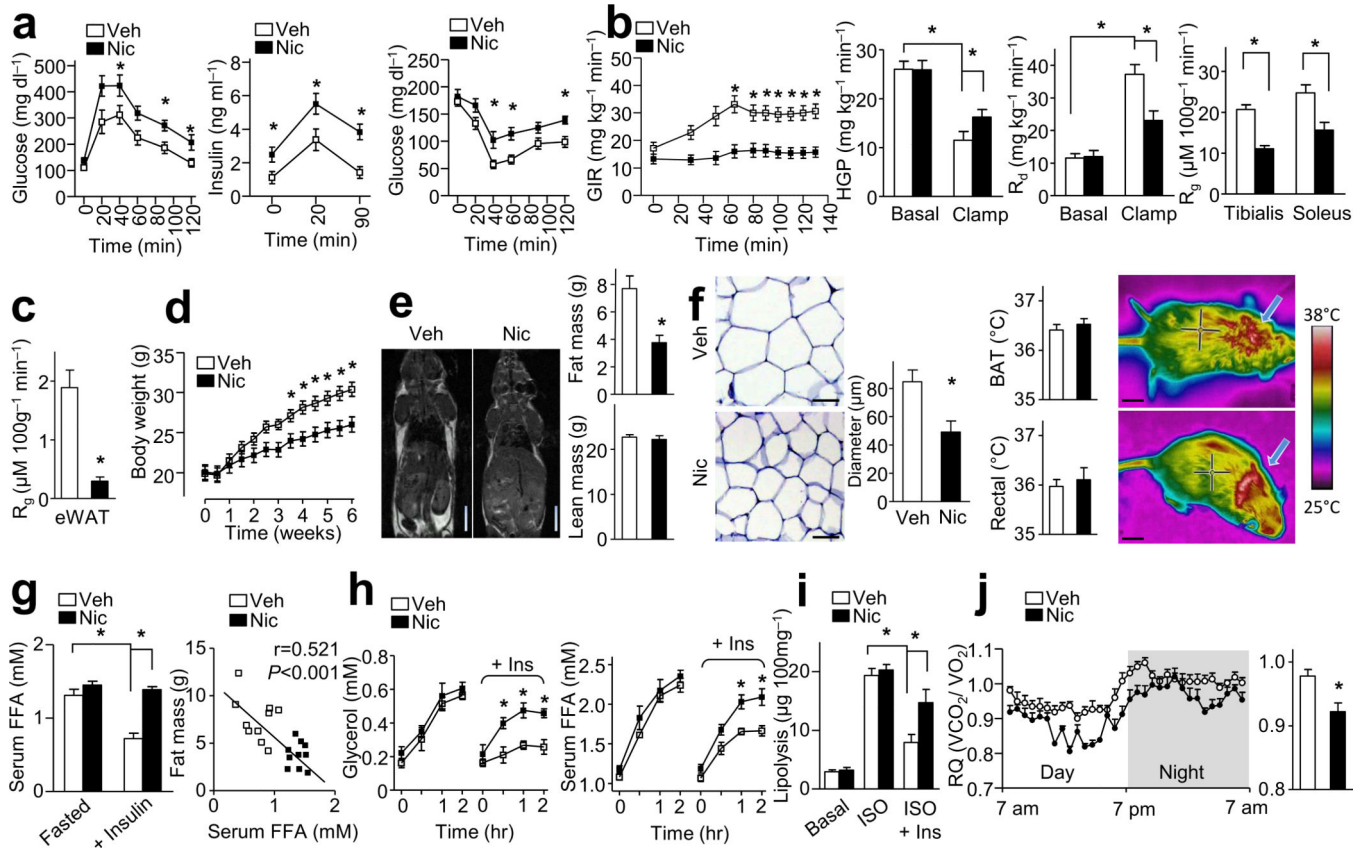 a
Veh
Nic
Glucose (mg dl⁻¹)
500
400
300
200
100
0
0
20
40
60
80
100
120
Time (min)
* * *
Veh
Nic
Insulin (ng ml⁻¹)
8
6
4
2
0
0
20
90
Time (min)
* * *
Veh
Nic
Glucose (mg dl⁻¹)
250
200
150
100
50
0
0
20
40
60
80
100
120
Time (min)
* * *
b
Veh
Nic
GIR (mg kg⁻¹ min⁻¹)
50
40
30
20
10
0
0
20
40
60
80
100
120
140
Time (min)
* * * * * * *
HGP (mg kg⁻¹ min⁻¹)
30
20
10
0
Basal Clamp
* *
Rd (mg kg⁻¹ min⁻¹)
40
30
20
10
0
Basal Clamp
* *
Rg (µM 100g⁻¹ min⁻¹)
30
20
10
0
Tibialis Soleus
* *
c
Rg (µM 100g⁻¹ min⁻¹)
2
1
0
*
eWAT
d
Veh
Nic
Body weight (g)
35
30
25
20
0 1 2 3 4 5 6
Time (weeks)
* * * * * *
e
Veh Nic
Fat mass (g)
8
6
4
2
0
*
Lean mass (g)
30
20
10
0
f
Veh
Nic
Diameter (µm)
80
60
40
20
0
*
Veh Nic
BAT (°C)
37
36
35
Rectal (°C)
37
36
35
38°C
25°C
g
Veh
Nic
Serum FFA (mM)
2
1
0
* *
Fasted
+ Insulin
Veh
Nic
r=0.521
P<0.001
Fat mass (g)
15
10
5
0
0 1 2
Serum FFA (mM)
h
Veh
Nic
Glycerol (mM)
0.8
0.6
0.4
0.2
0
+ Ins
* * *
0 1 2 0 1 2
Time (hr)
Serum FFA (mM)
2.5
2.0
1.5
1.0
+ Ins
* *
0 1 2 0 1 2
Time (hr)
i
Veh
Nic
Lipolysis (µg 100mg⁻¹)
25
20
15
10
5
0
* *
Basal
ISO
ISO
+ Ins
j
Veh
Nic
RQ (VCO₂/ VO₂)
1.1
1.0
0.9
0.8
0.7
Day Night
7 am 7 pm 7 am
1.0
0.9
0.8
*